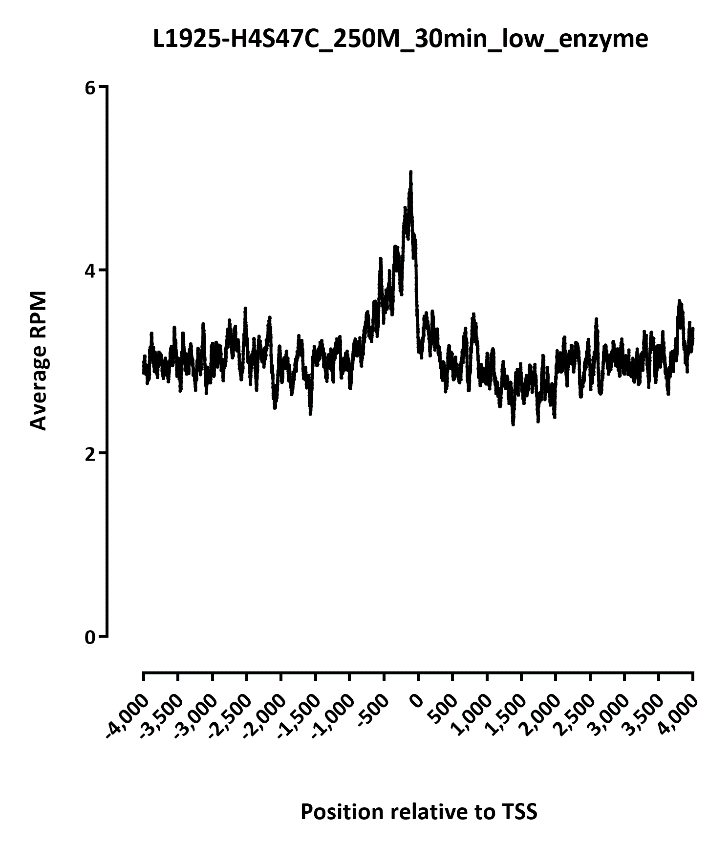 L1925-H4S47C_250M_30min_low_enzyme
6
4
2
0
Average RPM
-4,000 -3,500 -3,000 -2,500 -2,000 -1,500 -1,000 -500 0 500 1,000 1,500 2,000 2,500 3,000 3,500 4,000
Position relative to TSS